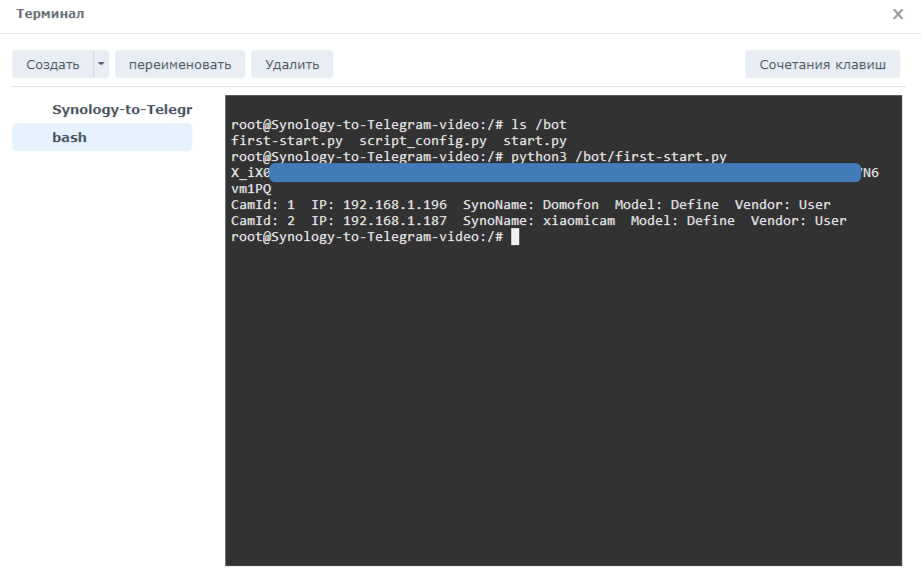 Терминал
Создать переименовать Удалить Сочетания клавиш
Synology-to-Telegr
bash
root@Synology-to-Telegram-video:/# ls /bot
first-start.py script_config.py start.py
root@Synology-to-Telegram-video:/# python3 /bot/first-start.py
X_iX0 N6
vm1PQ
CamId: 1 IP: 192.168.1.196 SynoName: Domofon Model: Define Vendor: User
CamId: 2 IP: 192.168.1.187 SynoName: xiaomicam Model: Define Vendor: User
root@Synology-to-Telegram-video:/#